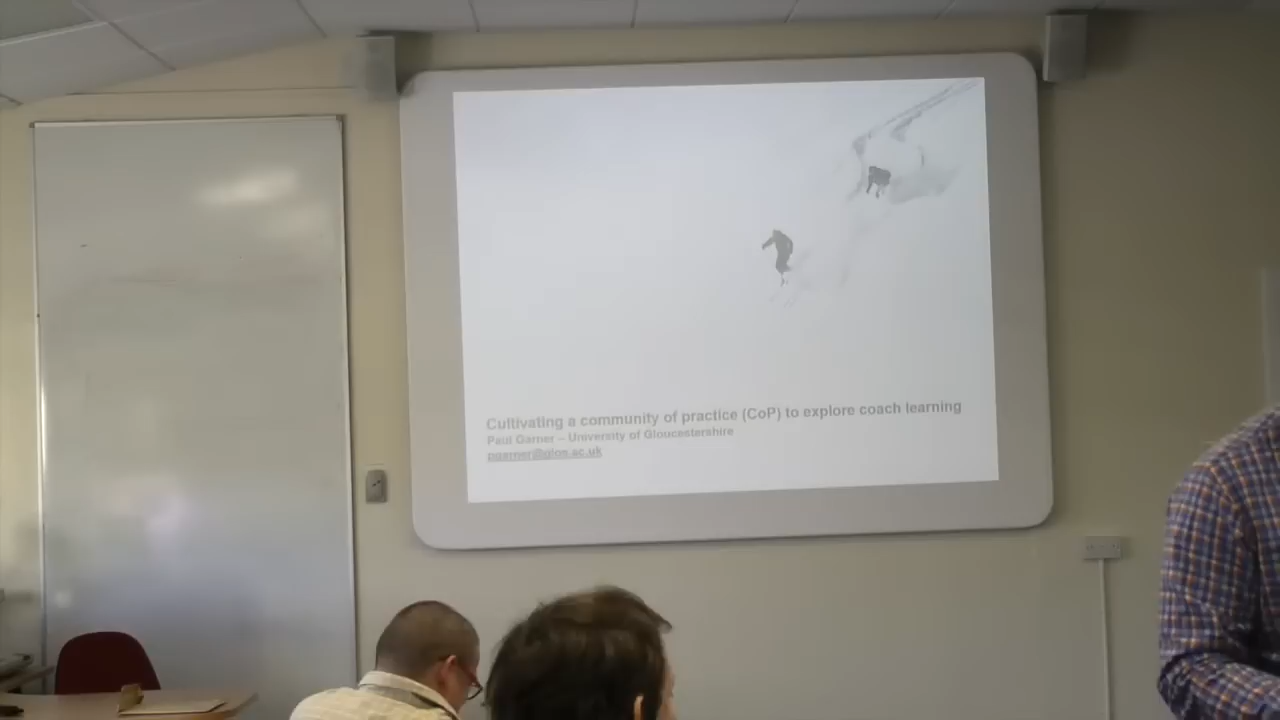 Cultivating a community of practice (CoP) to explore coach learning
Paul Garner – University of Gloucestershire
pgarner@glos.ac.uk